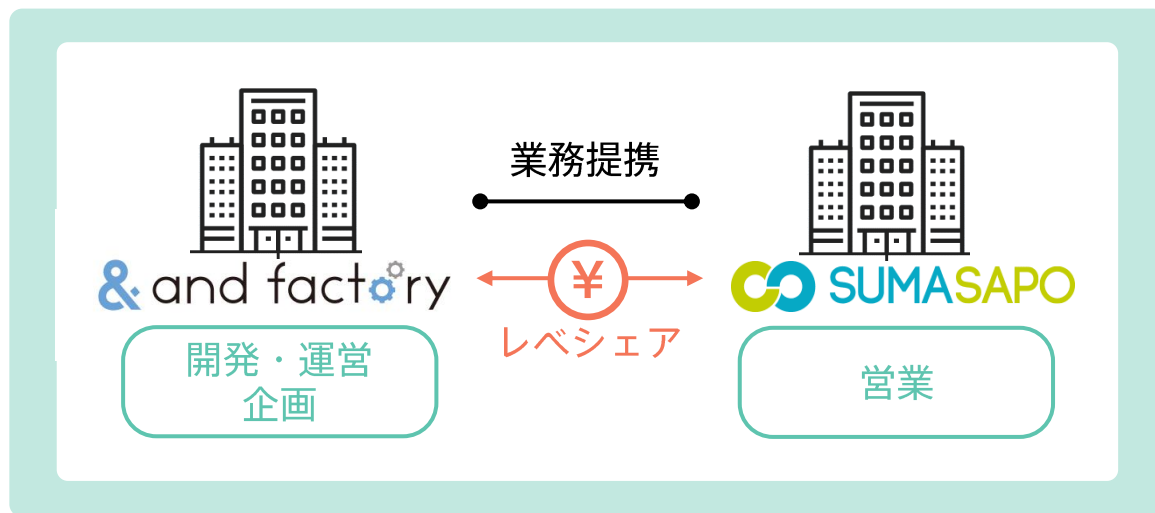 業務提携
& and factory
SUMASAPO
¥
レベシェア
開発・運営
企画
営業